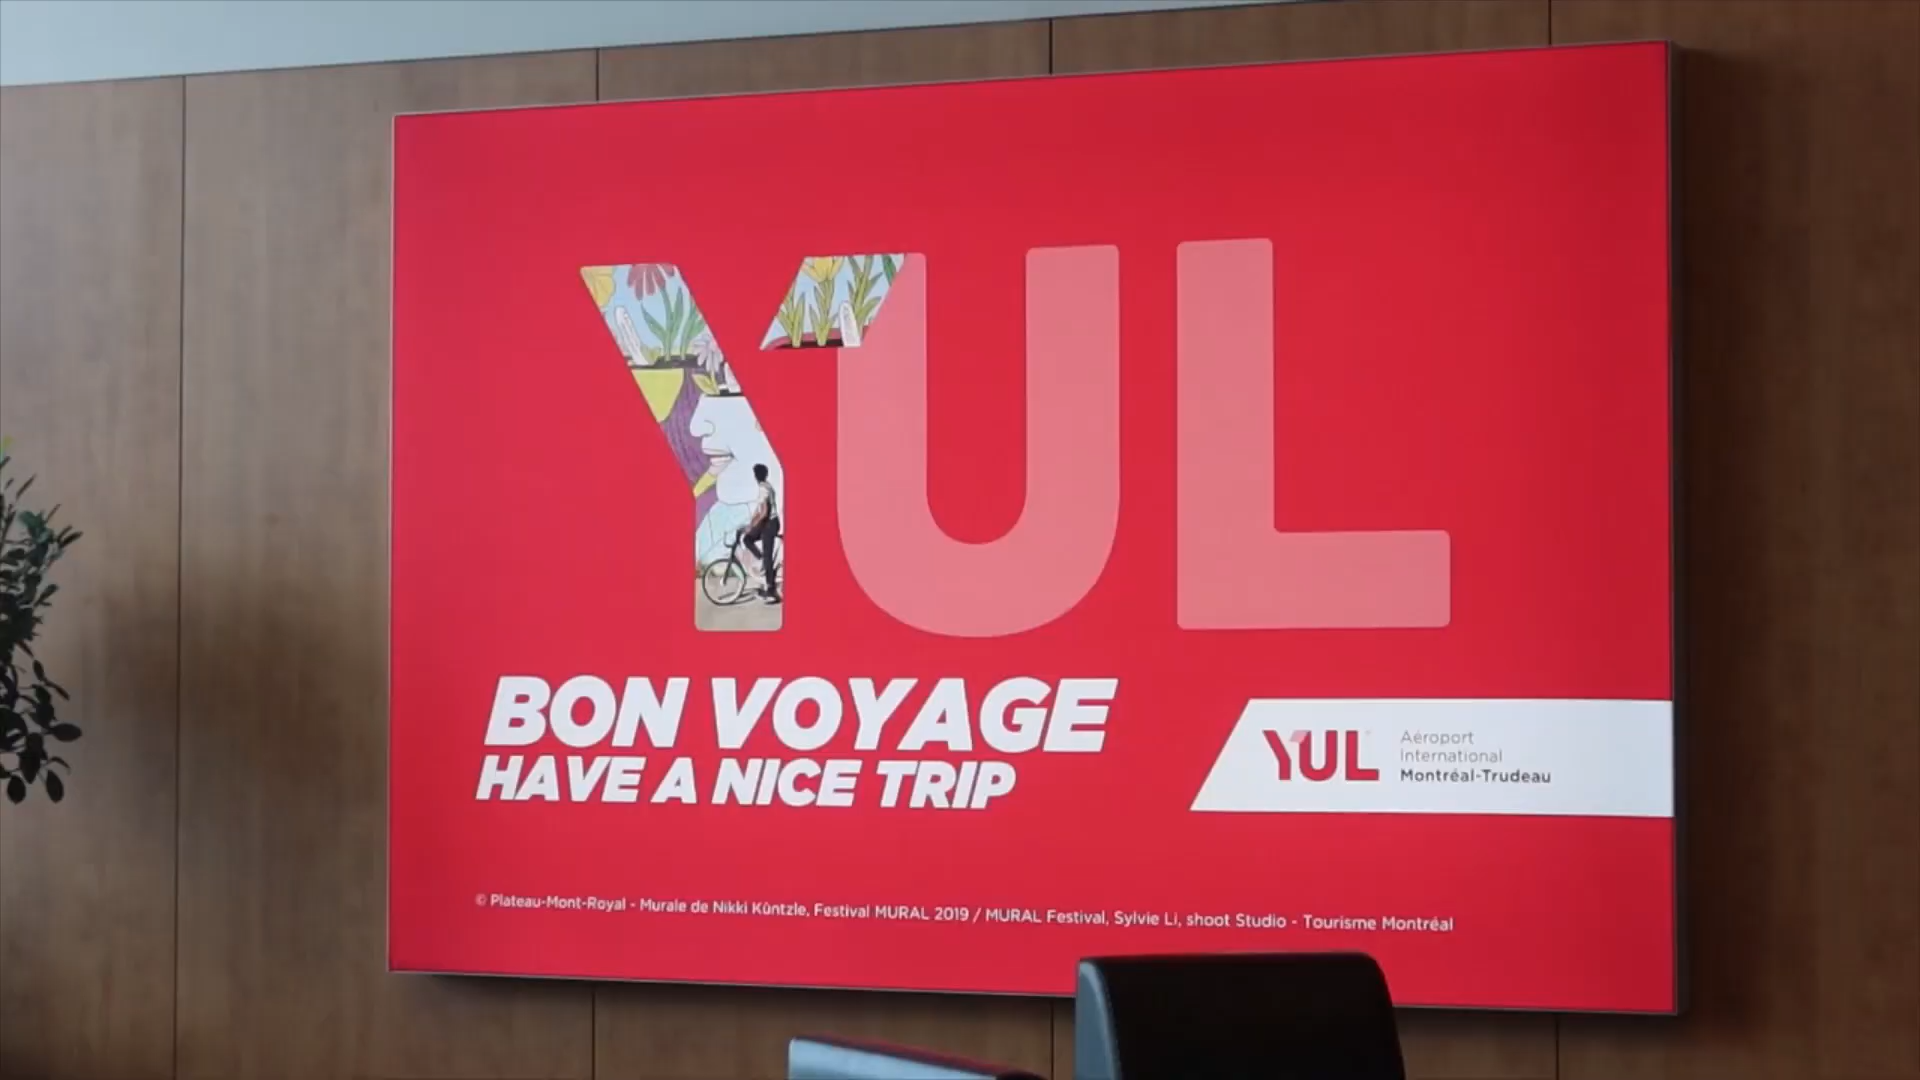 YUL
BON VOYAGE
HAVE A NICE TRIP
YUL
Aéroport
International
Montréal-Trudeau
© Plateau-Mont-Royal - Murale de Nikki Küntzle, Festival MURAL 2019 / MURAL Festival, Sylvie Li, shoot Studio - Tourisme Montréal